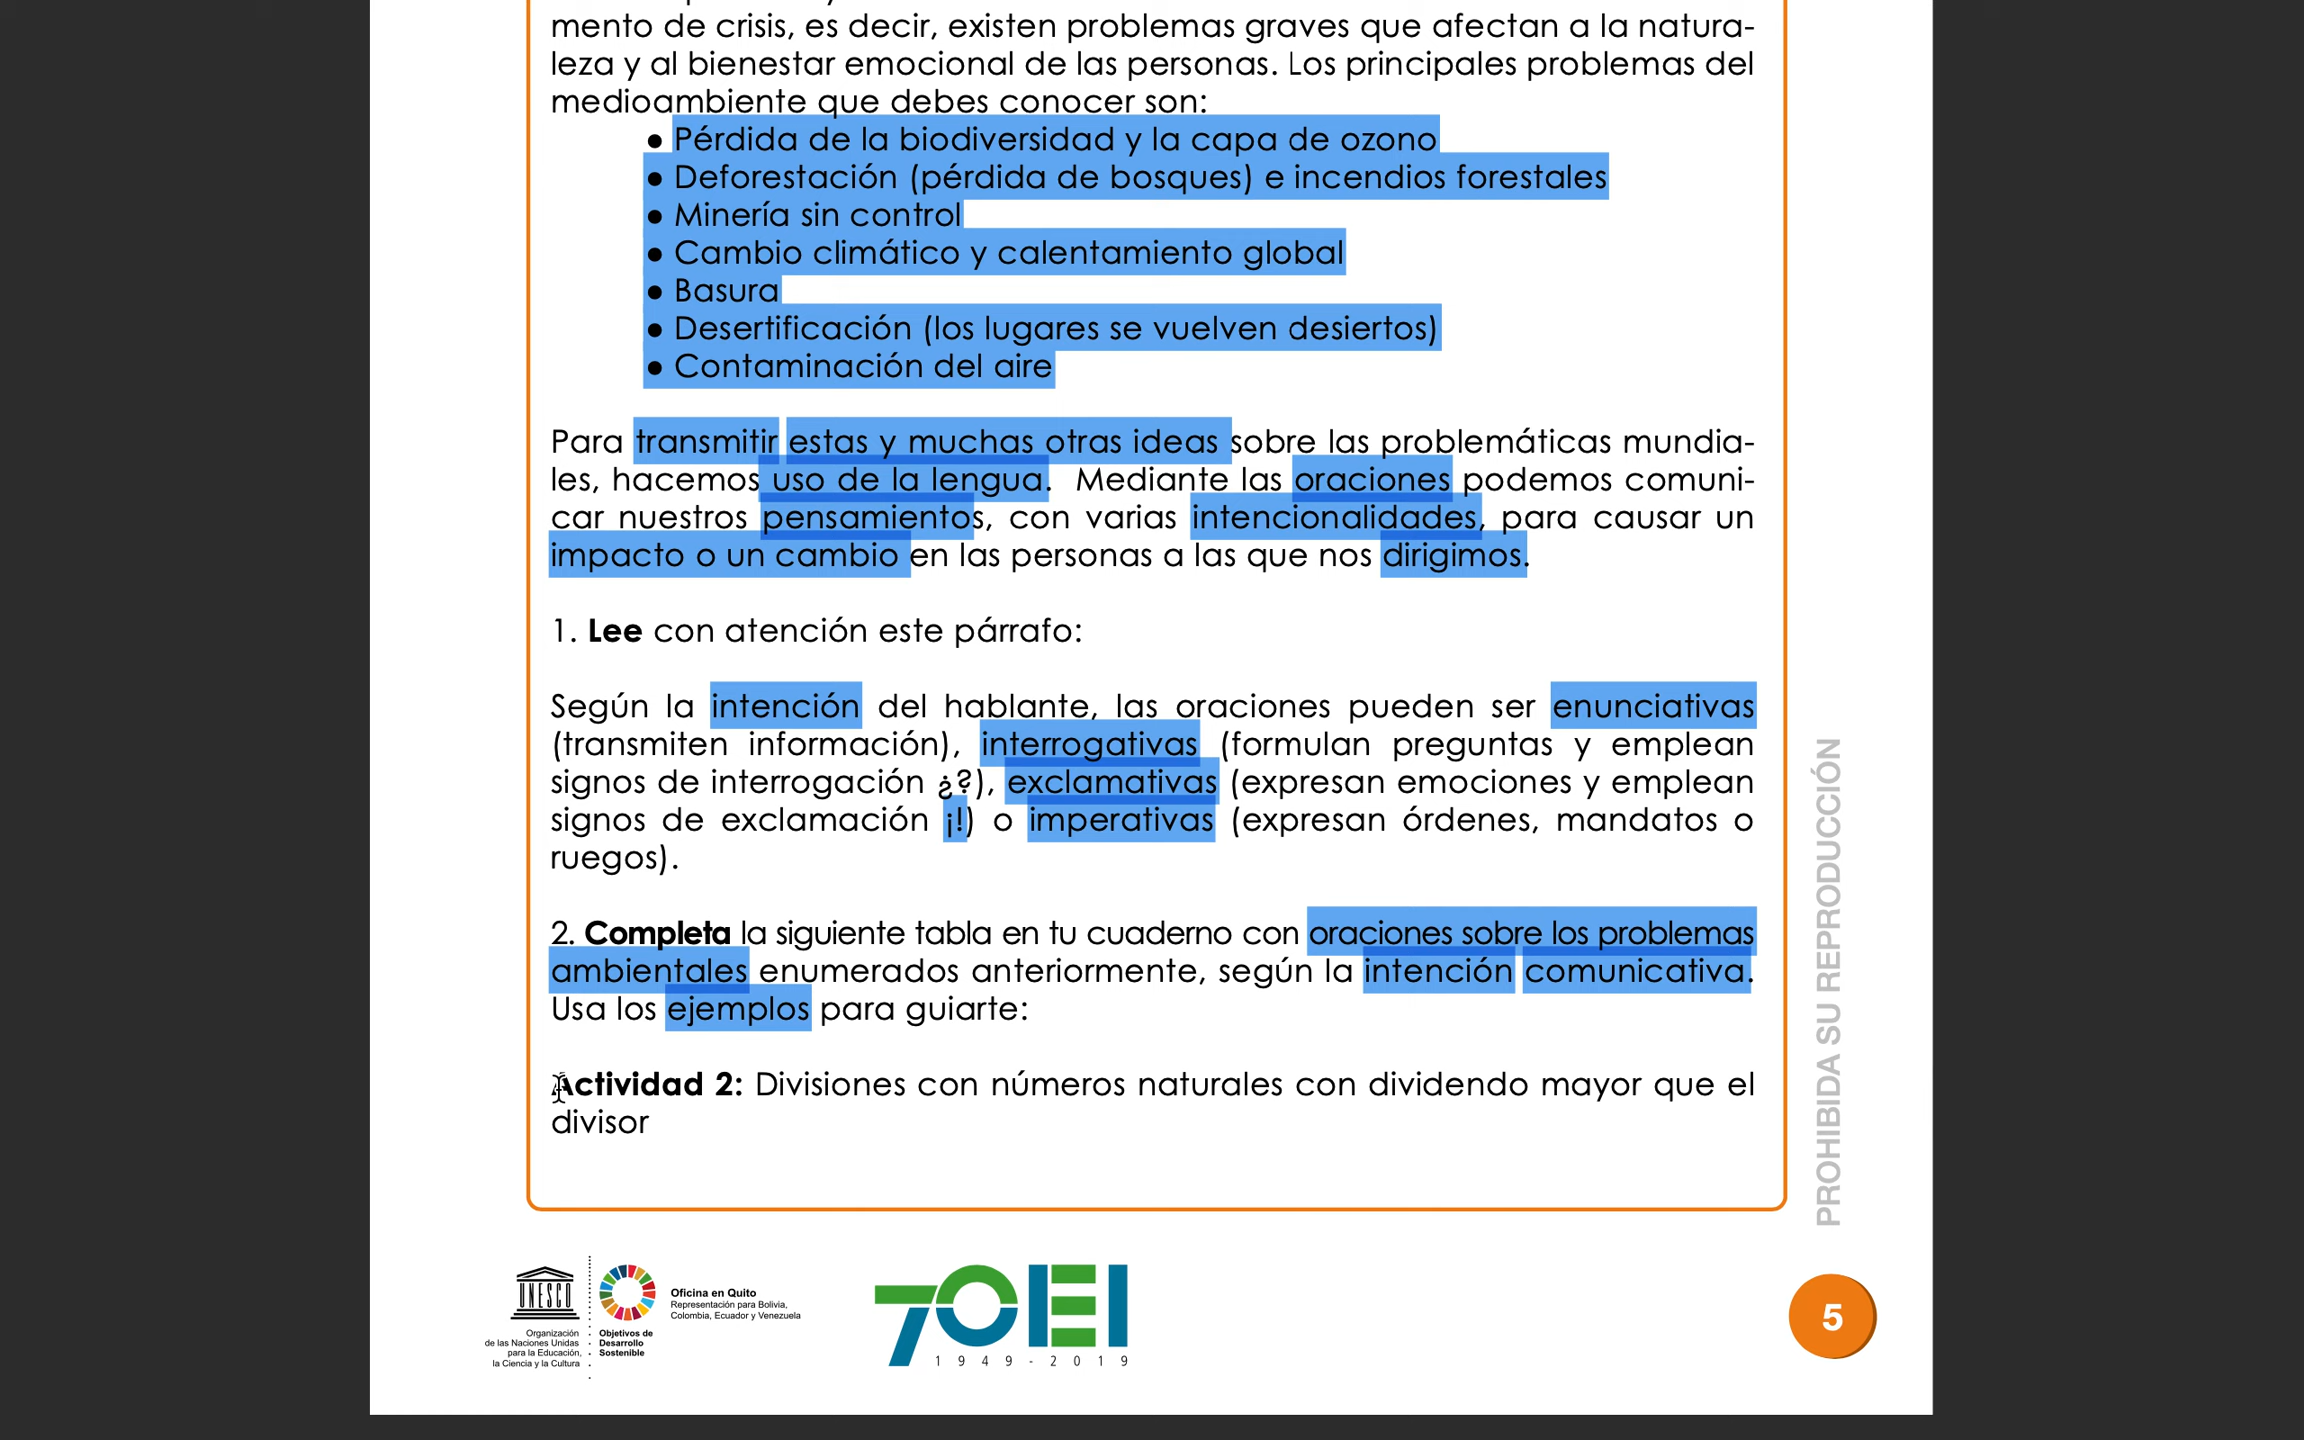 mento de crisis, es decir, existen problemas graves que afectan a la natura-
leza y al bienestar emocional de las personas. Los principales problemas del
medioambiente que debes conocer son:
● Pérdida de la biodiversidad y la capa de ozono
● Deforestación (pérdida de bosques) e incendios forestales
● Minería sin control
● Cambio climático y calentamiento global
● Basura
● Desertificación (los lugares se vuelven desiertos)
● Contaminación del aire
Para transmitir estas y muchas otras ideas sobre las problemáticas mundia-
les, hacemos uso de la lengua. Mediante las oraciones podemos comuni-
car nuestros pensamientos, con varias intencionalidades, para causar un
impacto o un cambio en las personas a las que nos dirigimos.
1. Lee con atención este párrafo:
Según la intención del hablante, las oraciones pueden ser enunciativas
(transmiten información), interrogativas (formulan preguntas y emplean
signos de interrogación ¿?), exclamativas (expresan emociones y emplean
signos de exclamación ¡!) o imperativas (expresan órdenes, mandatos o
ruegos).
2. Completa la siguiente tabla en tu cuaderno con oraciones sobre los problemas
ambientales enumerados anteriormente, según la intención comunicativa.
Usa los ejemplos para guiarte:
Actividad 2: Divisiones con números naturales con dividendo mayor que el
divisor
PROHIBIDA SU REPRODUCCIÓN
UNESCO
Organización
de las Naciones Unidas
para la Educación,
la Ciencia y la Cultura
Objetivos de
Desarrollo
Sostenible
Oficina en Quito
Representación para Bolivia,
Colombia, Ecuador y Venezuela
70EI
1949-2019
5